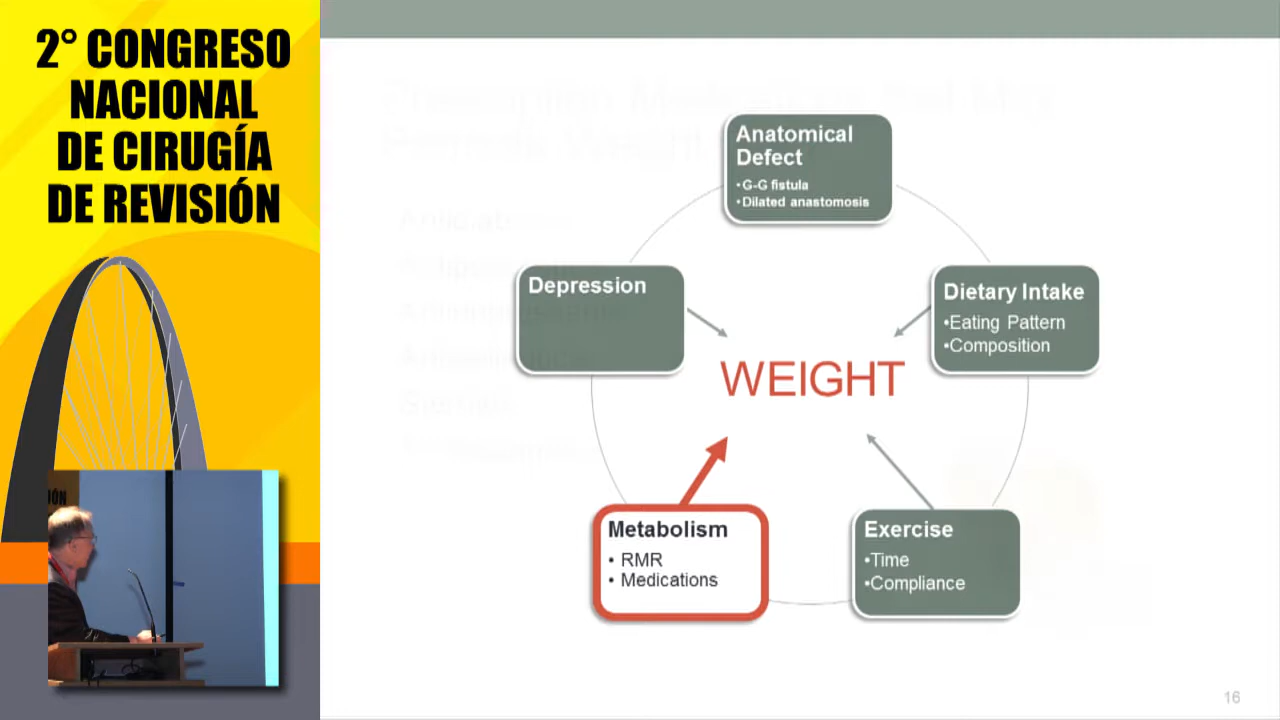 2° CONGRESO
NACIONAL
DE CIRUGÍA
DE REVISIÓN
Anatomical
Defect
•G-G fistula
•Dilated anastomosis
Depression
Dietary Intake
•Eating Pattern
•Composition
WEIGHT
Metabolism
• RMR
• Medications
Exercise
•Time
•Compliance
16